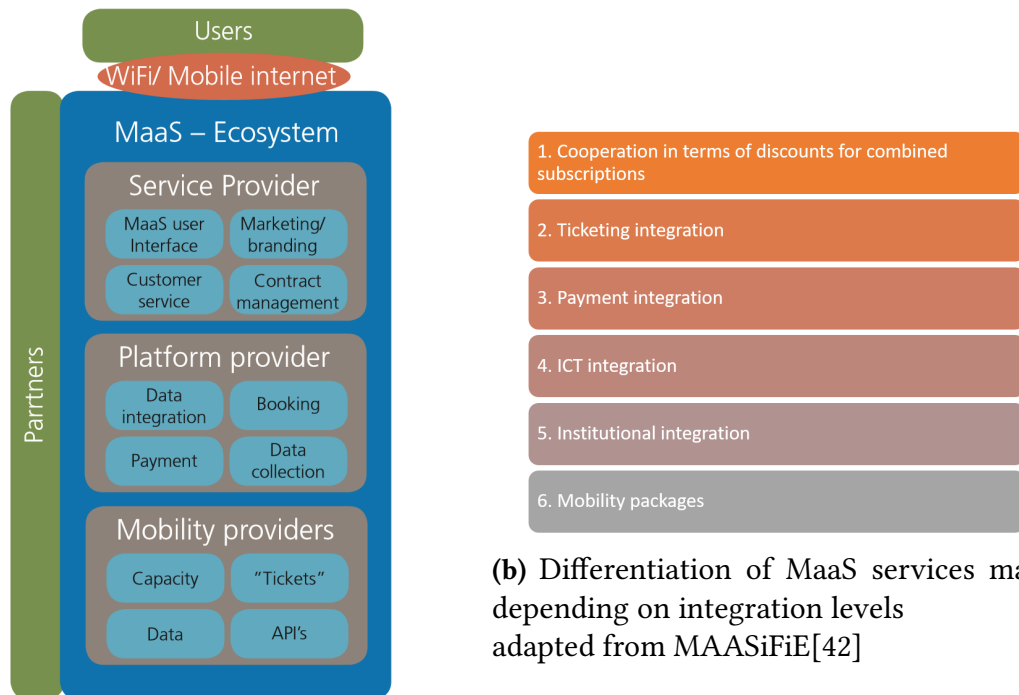 Users
WiFi/ Mobile internet
Parrtners
MaaS – Ecosystem
Service Provider
MaaS user
Interface
Marketing/
branding
Customer
service
Contract
management
Platform provider
Data
integration
Booking
Payment
Data
collection
Mobility providers
Capacity
”Tickets”
Data
API's
1. Cooperation in terms of discounts for combined
subscriptions
2. Ticketing integration
3. Payment integration
4. ICT integration
5. Institutional integration
6. Mobility packages
(b) Differentiation of MaaS services
depending on integration levels
adapted from MAASiFiE[42]